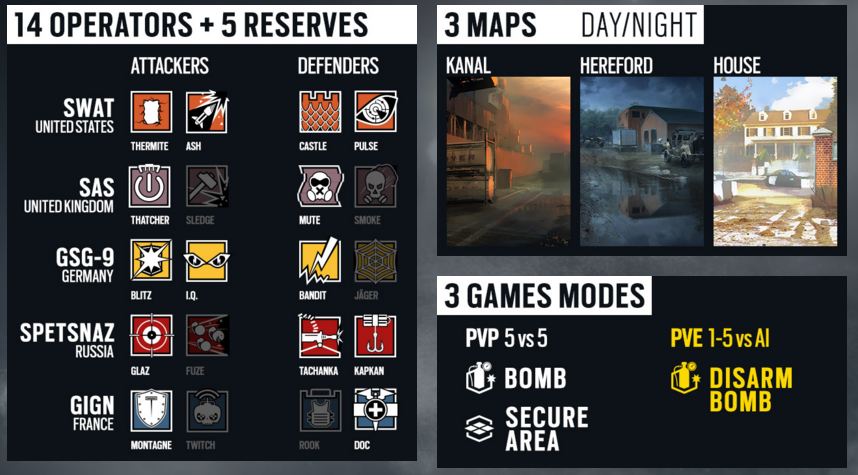 14 OPERATORS + 5 RESERVES
ATTACKERS DEFENDERS
SWAT
UNITED STATES
THERMITE ASH CASTLE PULSE
SAS
UNITED KINGDOM
THATCHER SLEDGE MUTE SMOKE
GSG-9
GERMANY
BLITZ I.Q. BANDIT JÄGER
SPETSNAZ
RUSSIA
GLAZ FUZE TACHANKA KAPKAN
GIGN
FRANCE
MONTAGNE TWITCH ROOK DOC
3 MAPS DAY/NIGHT
KANAL HEREFORD HOUSE
3 GAMES MODES
PVP 5 vs 5 PVE 1-5 vs AI
BOMB
SECURE
AREA
DISARM
BOMB